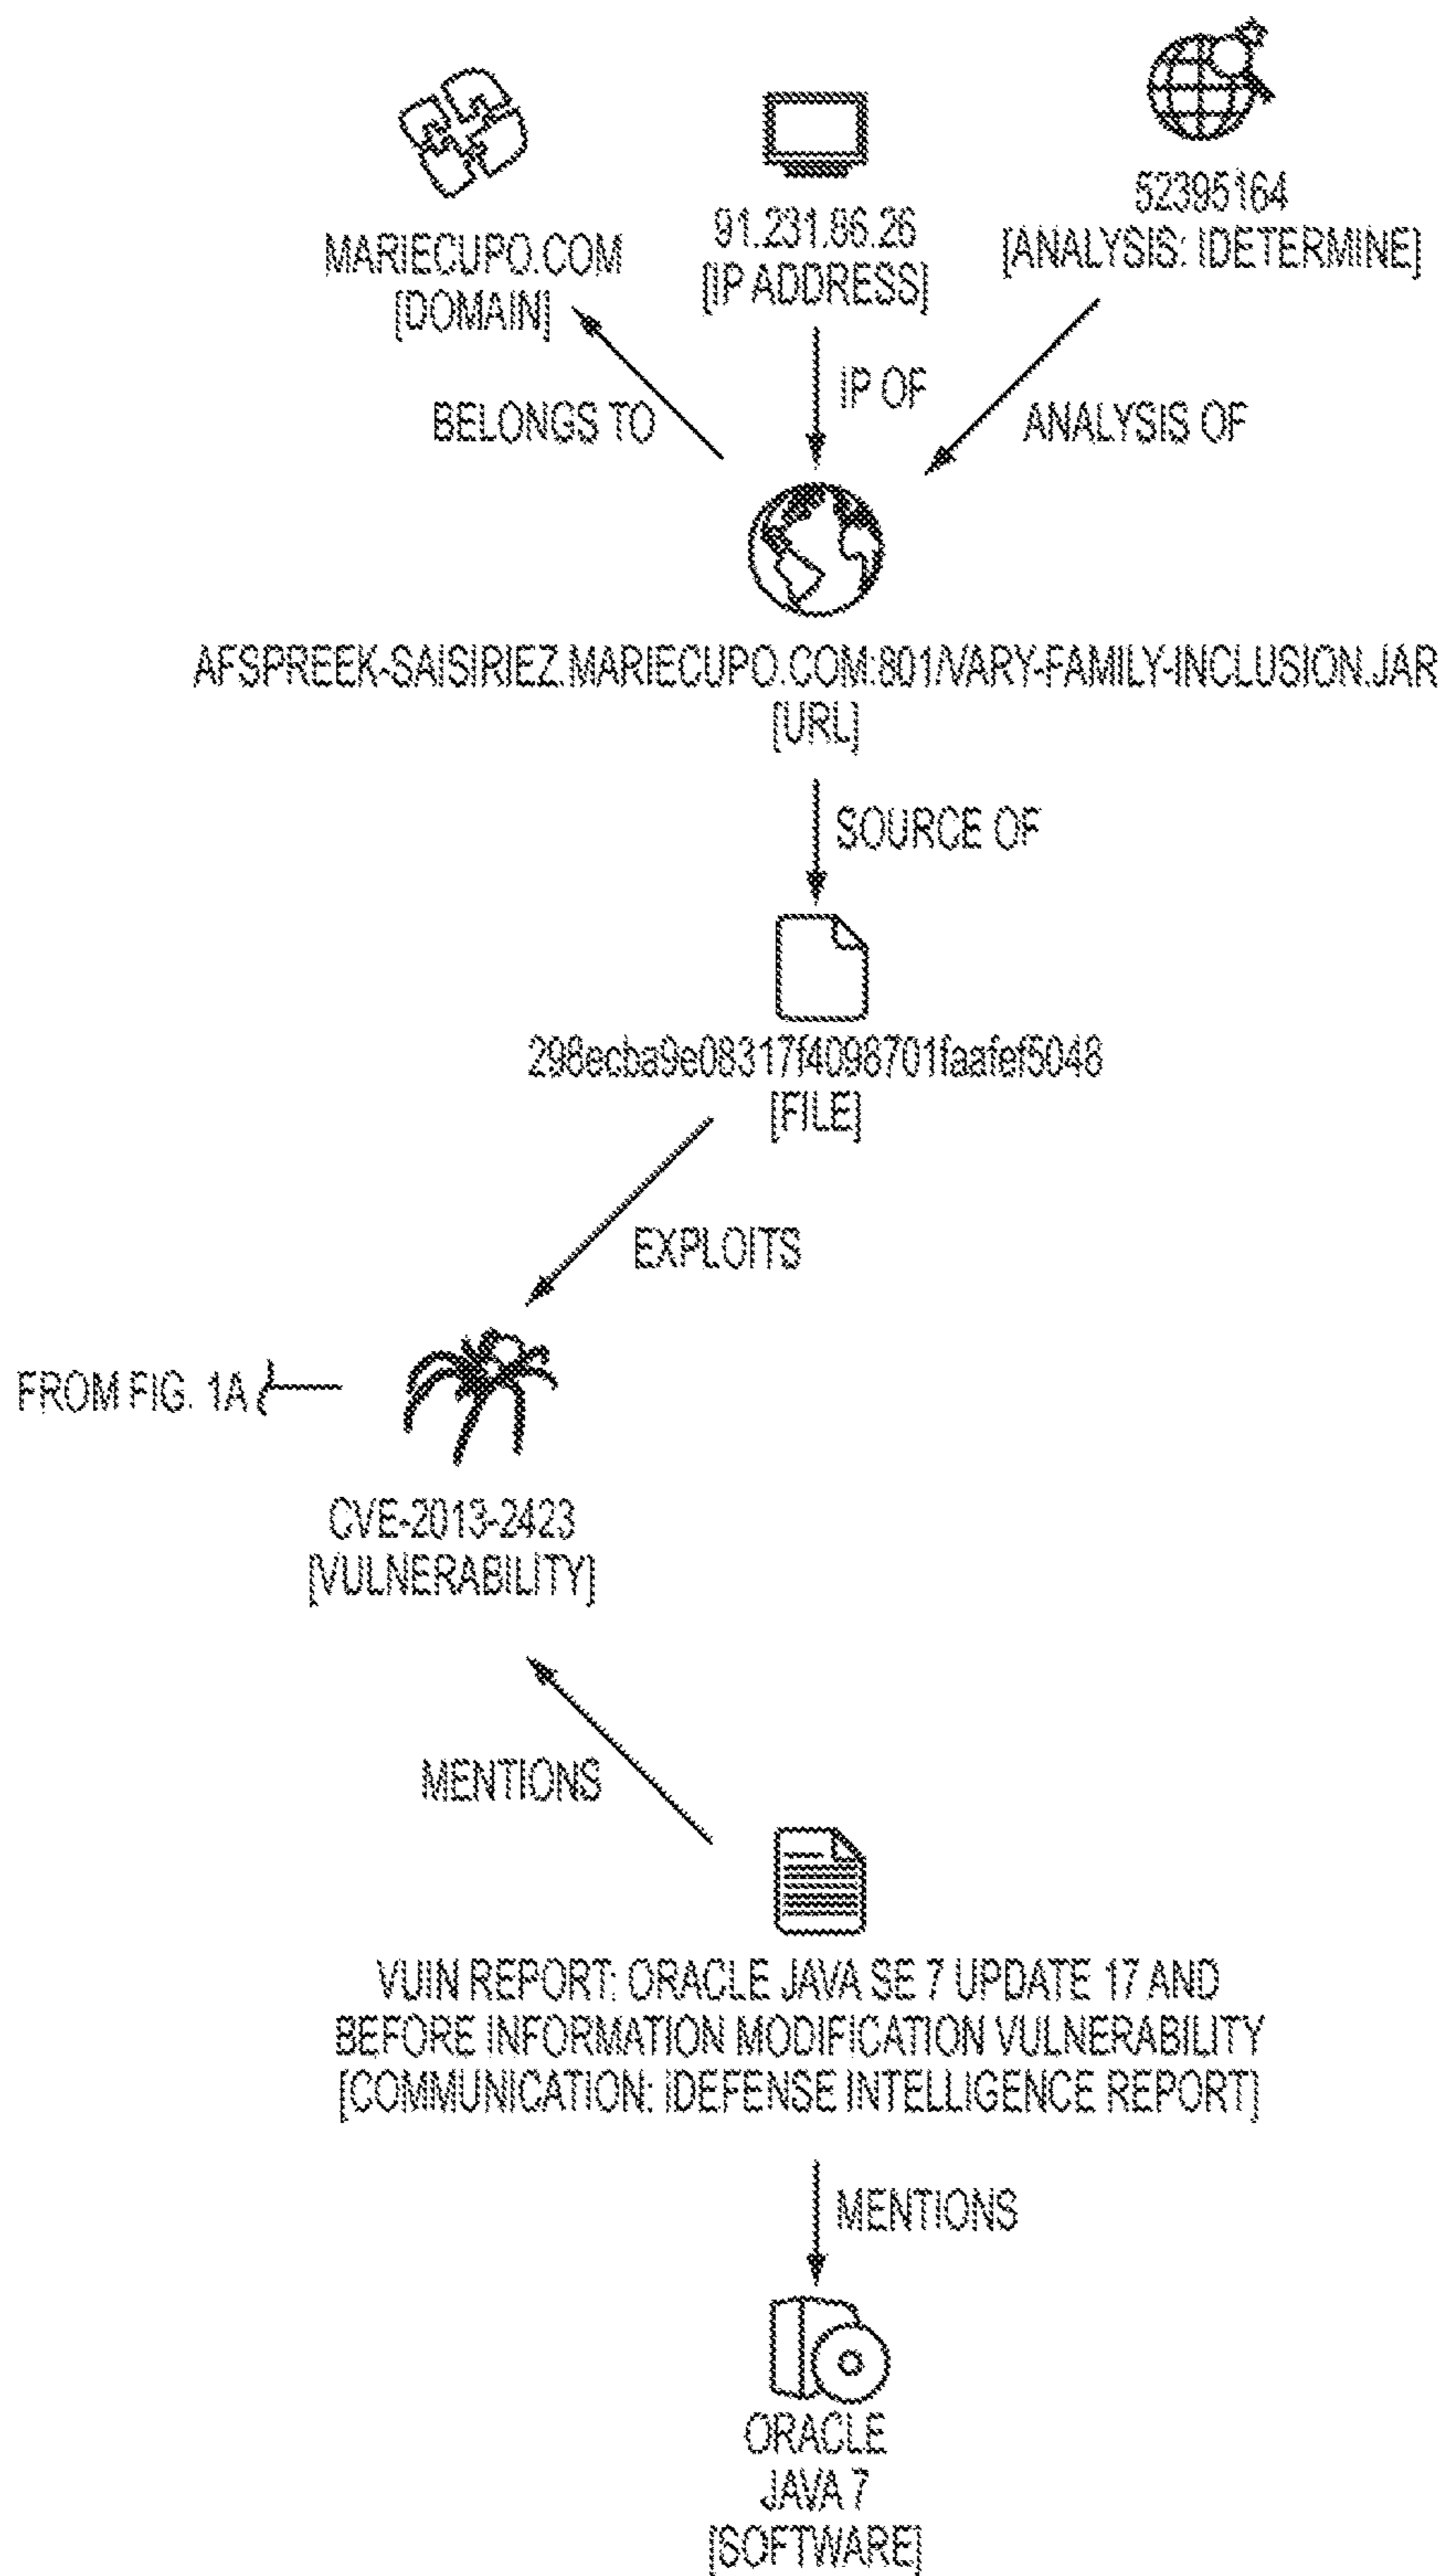 MARIECUPO.COM
[DOMAIN]
91.231.86.26
[IP ADDRESS]
52395164
[ANALYSIS: IDETERMINE]
BELONGS TO
IP OF
ANALYSIS OF
AFSPREEK-SAISIRIEZ.MARIECUPO.COM:801/VARY-FAMILY-INCLUSION.JAR
[URL]
SOURCE OF
298ecba9e08317f4098701faafef5048
[FILE]
EXPLOITS
FROM FIG. 1A
CVE-2013-2423
[VULNERABILITY]
MENTIONS
VUIN REPORT: ORACLE JAVA SE 7 UPDATE 17 AND
BEFORE INFORMATION MODIFICATION VULNERABILITY
[COMMUNICATION: IDEFENSE INTELLIGENCE REPORT]
MENTIONS
ORACLE
JAVA 7
[SOFTWARE]